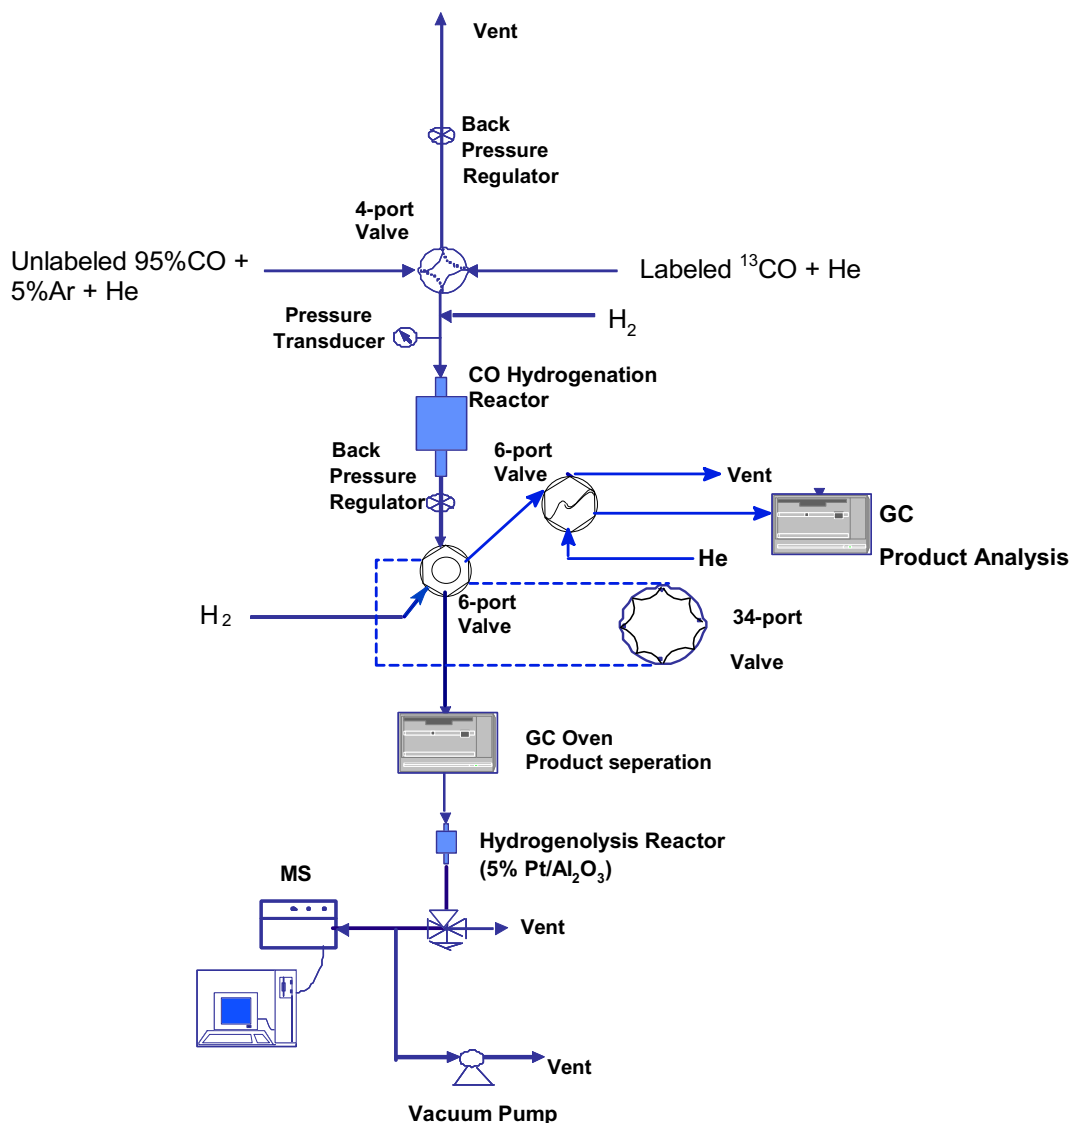 Vent
Back
Pressure
Regulator
4-port
Valve
Unlabeled 95%CO +
5%Ar + He
Labeled ¹³CO + He
Pressure
Transducer
H₂
CO Hydrogenation
Reactor
Back
Pressure
Regulator
6-port
Valve
Vent
GC
Product Analysis
He
H₂
6-port
Valve
34-port
Valve
GC Oven
Product seperation
Hydrogenolysis Reactor
(5% Pt/Al₂O₃)
MS
Vent
Vent
Vacuum Pump